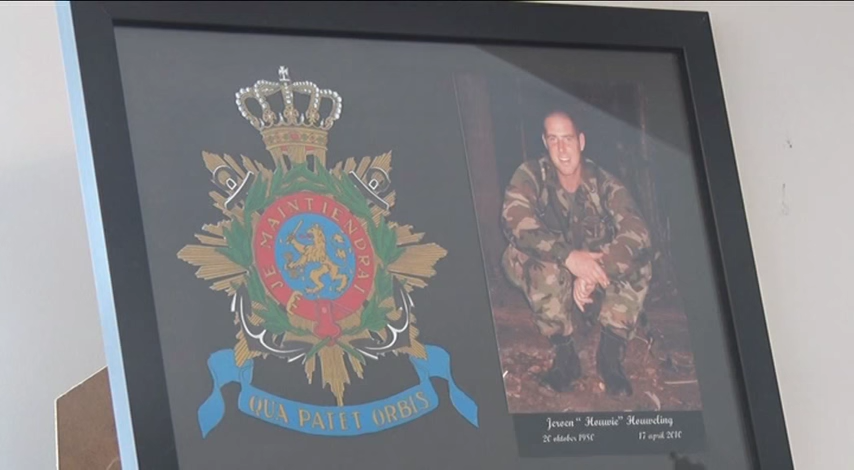 JE MAINTIENDRAI
QUA PATET ORBIS
Jeroen "Houwie" Houweling
20 oktober 1980 17 april 2010